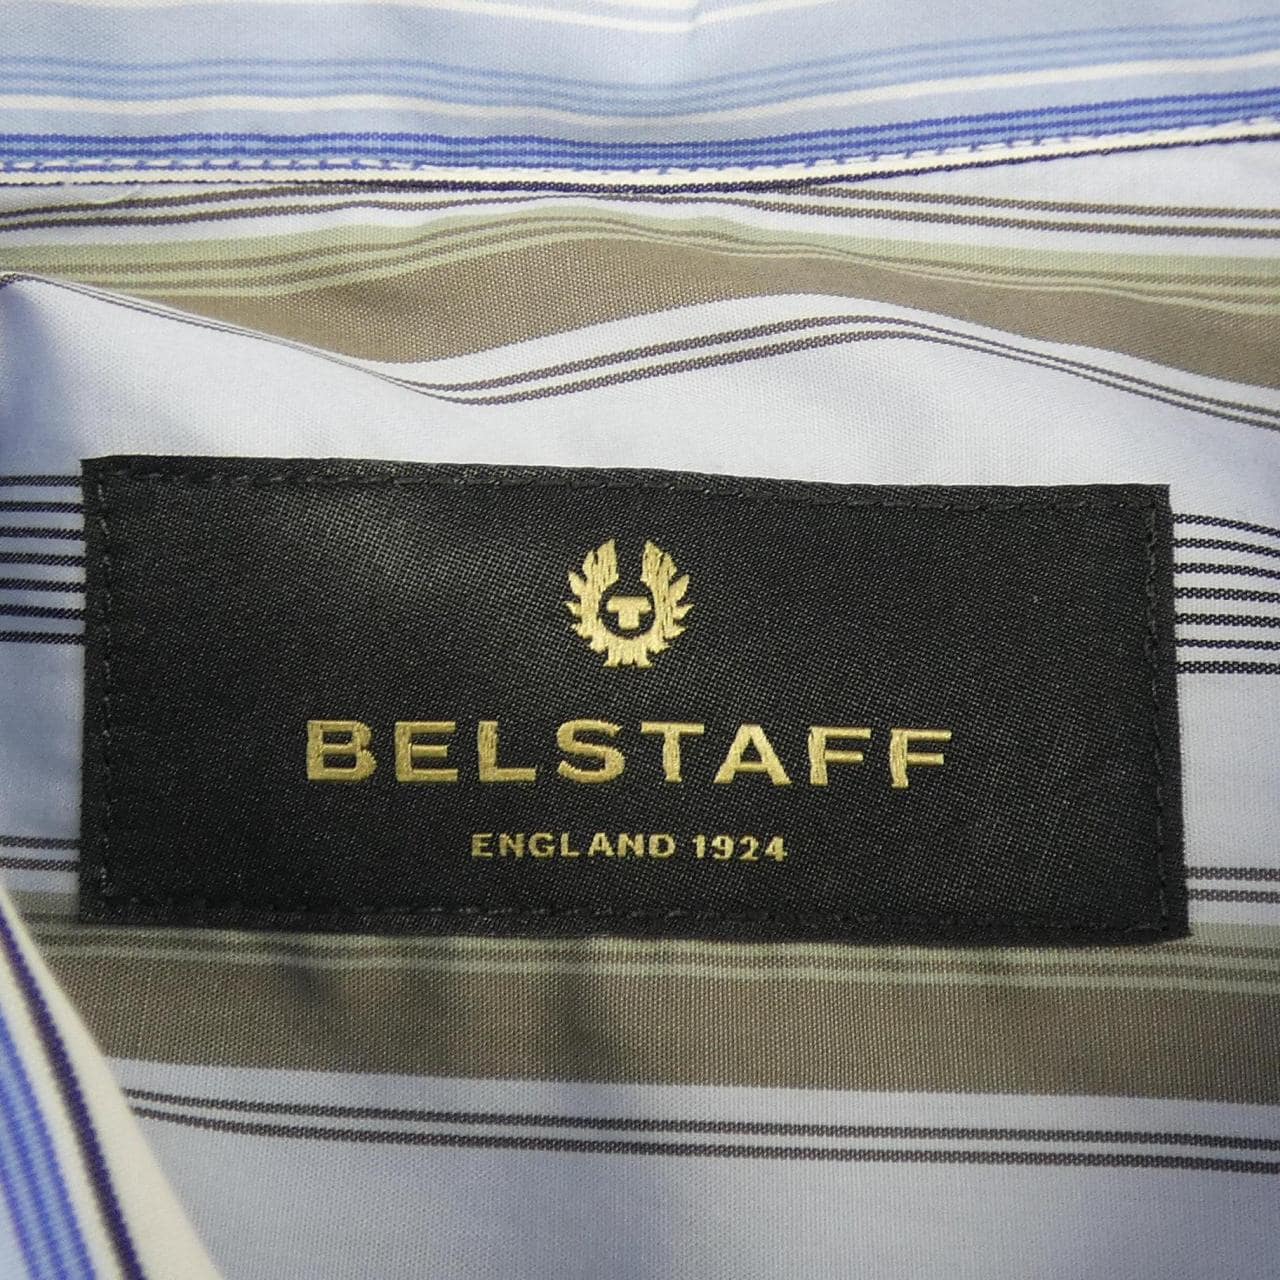 T
BELSTAFF
ENGLAND 1924